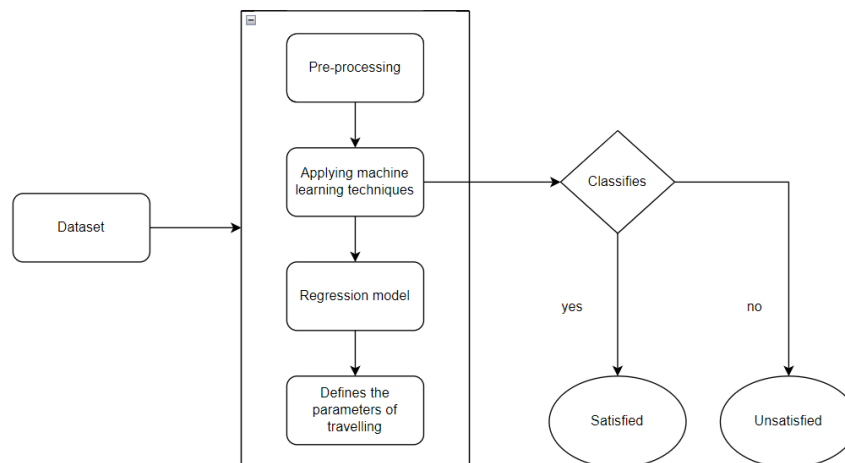 Pre-processing
Applying machine
learning techniques
Classifies
Dataset
Regression model
yes
no
Defines the
parameters of
travelling
Satisfied
Unsatisfied